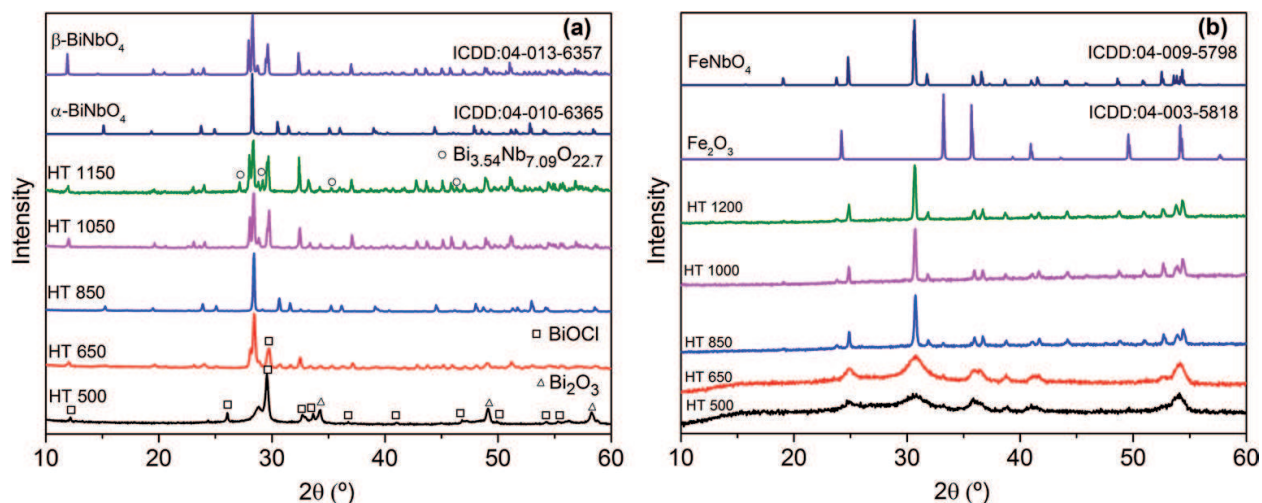 (a)
β-BiNbO₄
ICDD:04-013-6357
α-BiNbO₄
ICDD:04-010-6365
HT 1150
○ Bi₃.₅₄Nb₇.₀₉O₂₂.₇
HT 1050
HT 850
HT 650
□ BiOCl
HT 500
△ Bi₂O₃
Intensity
10 20 30 40 50 60
2θ (º)
(b)
FeNbO₄
ICDD:04-009-5798
Fe₂O₃
ICDD:04-003-5818
HT 1200
HT 1000
HT 850
HT 650
HT 500
Intensity
10 20 30 40 50 60
2θ (º)